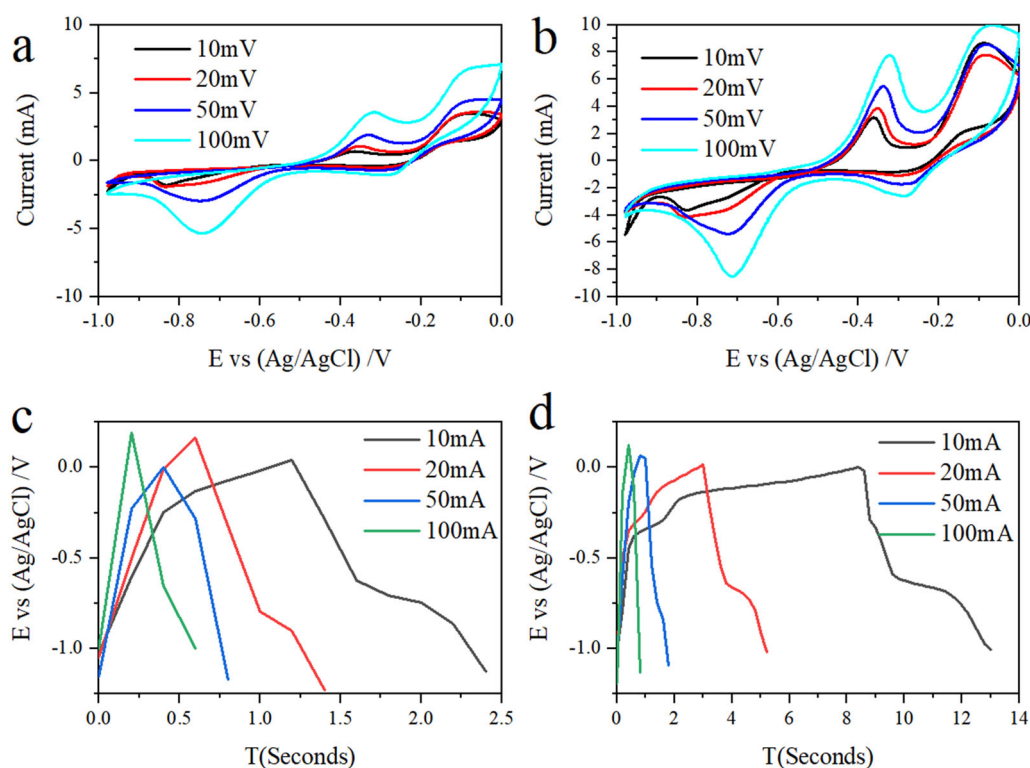 a
10mV
20mV
50mV
100mV
Current (mA)
10
5
0
-5
-10
-1.0
-0.8
-0.6
-0.4
-0.2
0.0
E vs (Ag/AgCl) /V
b
10mV
20mV
50mV
100mV
Current (mA)
10
8
6
4
2
0
-2
-4
-6
-8
-10
-1.0
-0.8
-0.6
-0.4
-0.2
0.0
E vs (Ag/AgCl) /V
c
10mA
20mA
50mA
100mA
E vs (Ag/AgCl) /V
0.0
-0.5
-1.0
0.0
0.5
1.0
1.5
2.0
2.5
T(Seconds)
d
10mA
20mA
50mA
100mA
E vs (Ag/AgCl) /V
0.0
-0.5
-1.0
0
2
4
6
8
10
12
14
T(Seconds)